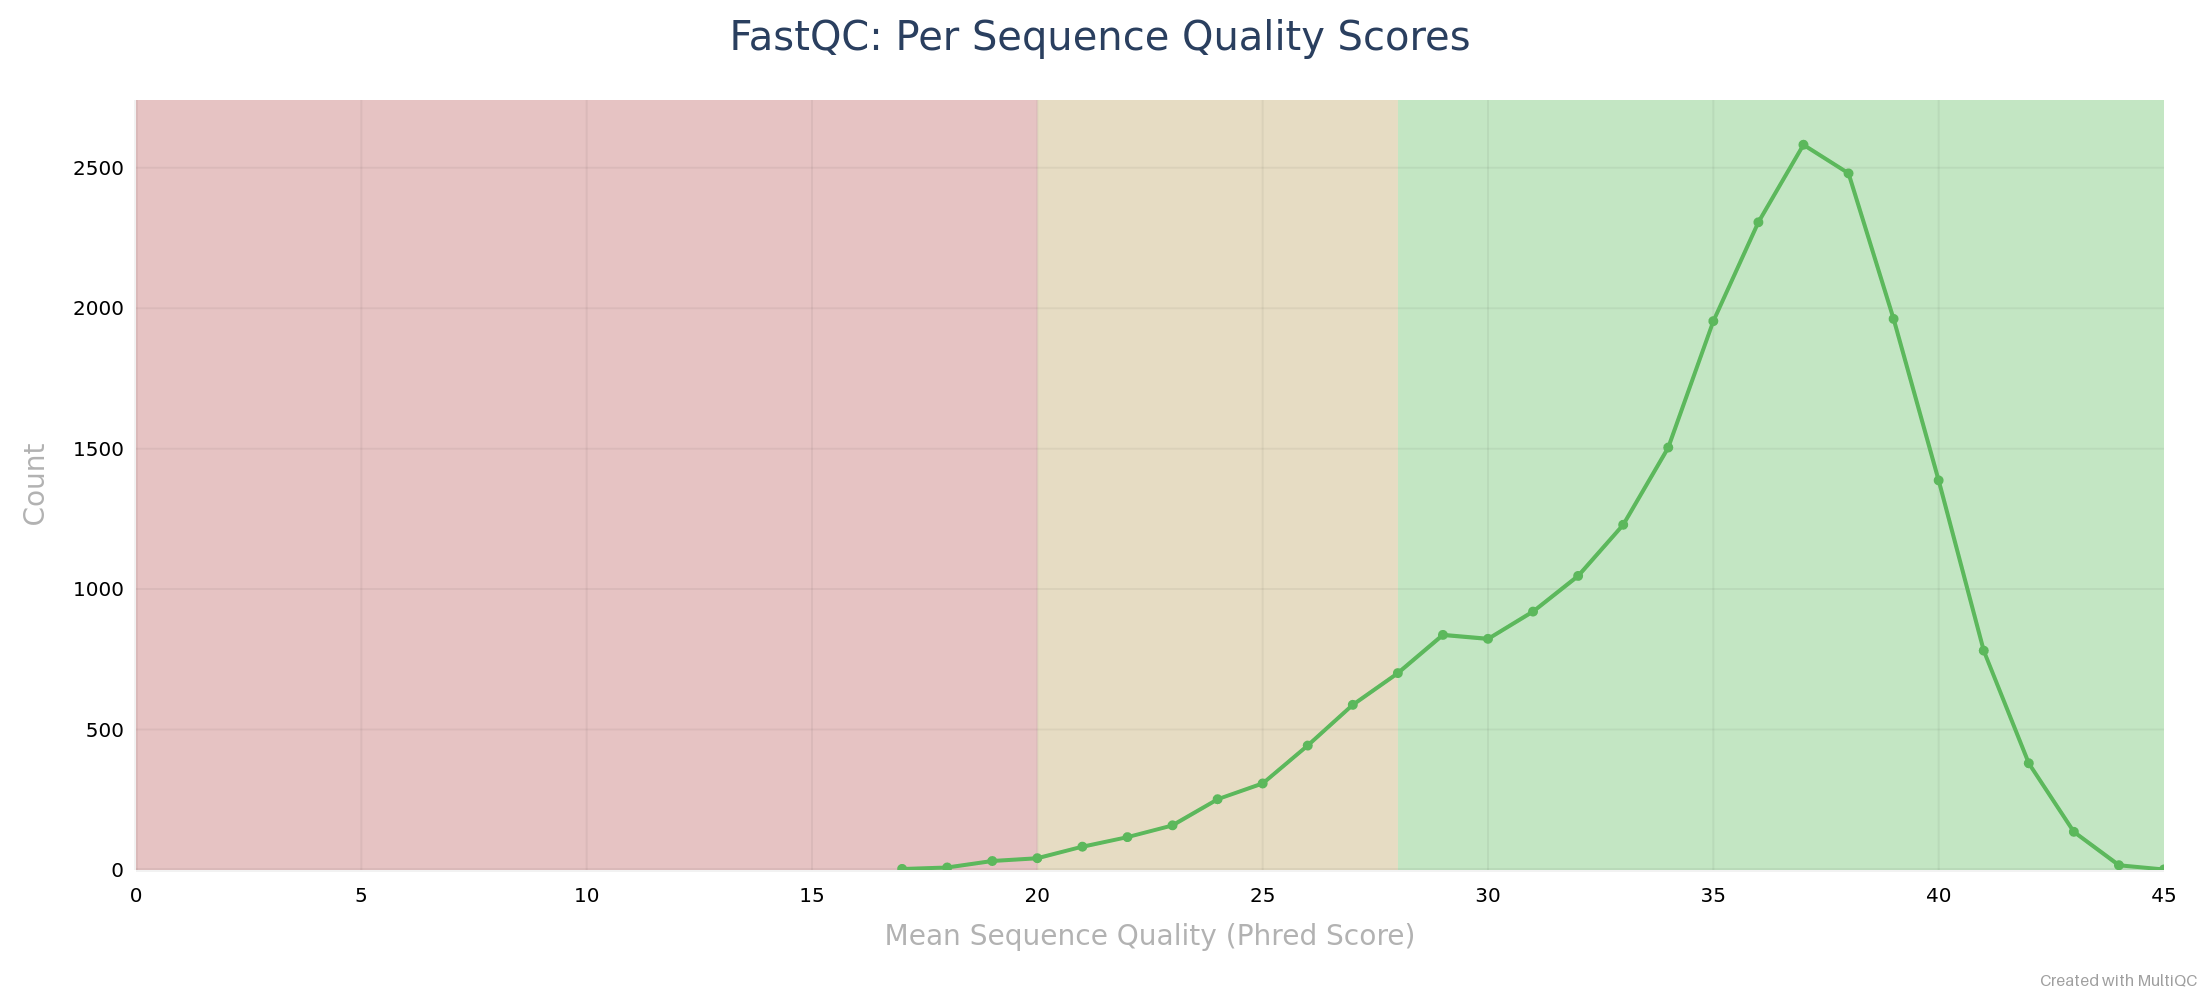 FastQC: Per Sequence Quality Scores
2500
2000
1500
1000
500
0
Count
0 5 10 15 20 25 30 35 40 45
Mean Sequence Quality (Phred Score)
Created with MultiQC